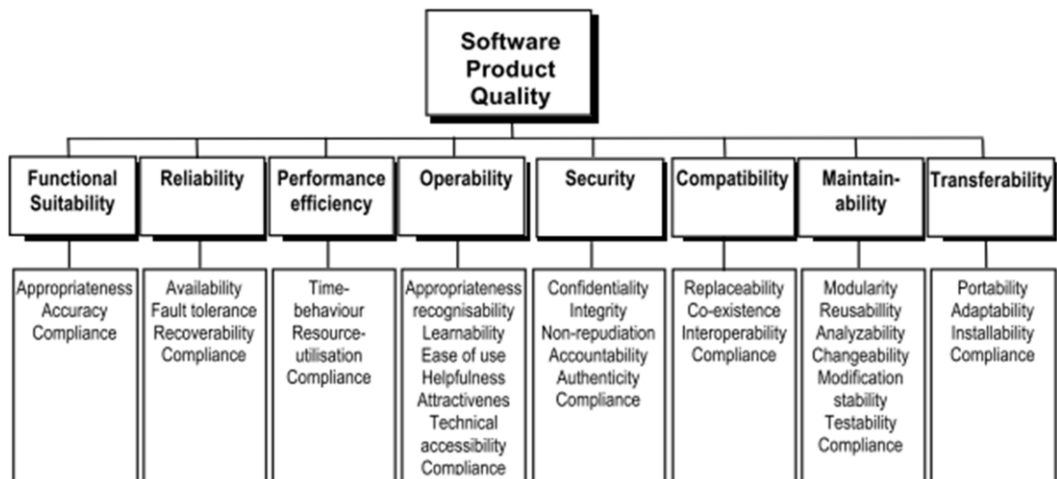 Software
Product
Quality
Functional
Suitability
Reliability
Performance
efficiency
Operability
Security
Compatibility
Maintain-
ability
Transferability
Appropriateness
Accuracy
Compliance
Availability
Fault tolerance
Recoverability
Compliance
Time-
behaviour
Resource-
utilisation
Compliance
Appropriateness
recognisability
Learnability
Ease of use
Helpfulness
Attractivenes
Technical
accessibility
Compliance
Confidentiality
Integrity
Non-repudiation
Accountability
Authenticity
Compliance
Replaceability
Co-existence
Interoperability
Compliance
Modularity
Reusability
Analyzability
Changeability
Modification
stability
Testability
Compliance
Portability
Adaptability
Installability
Compliance